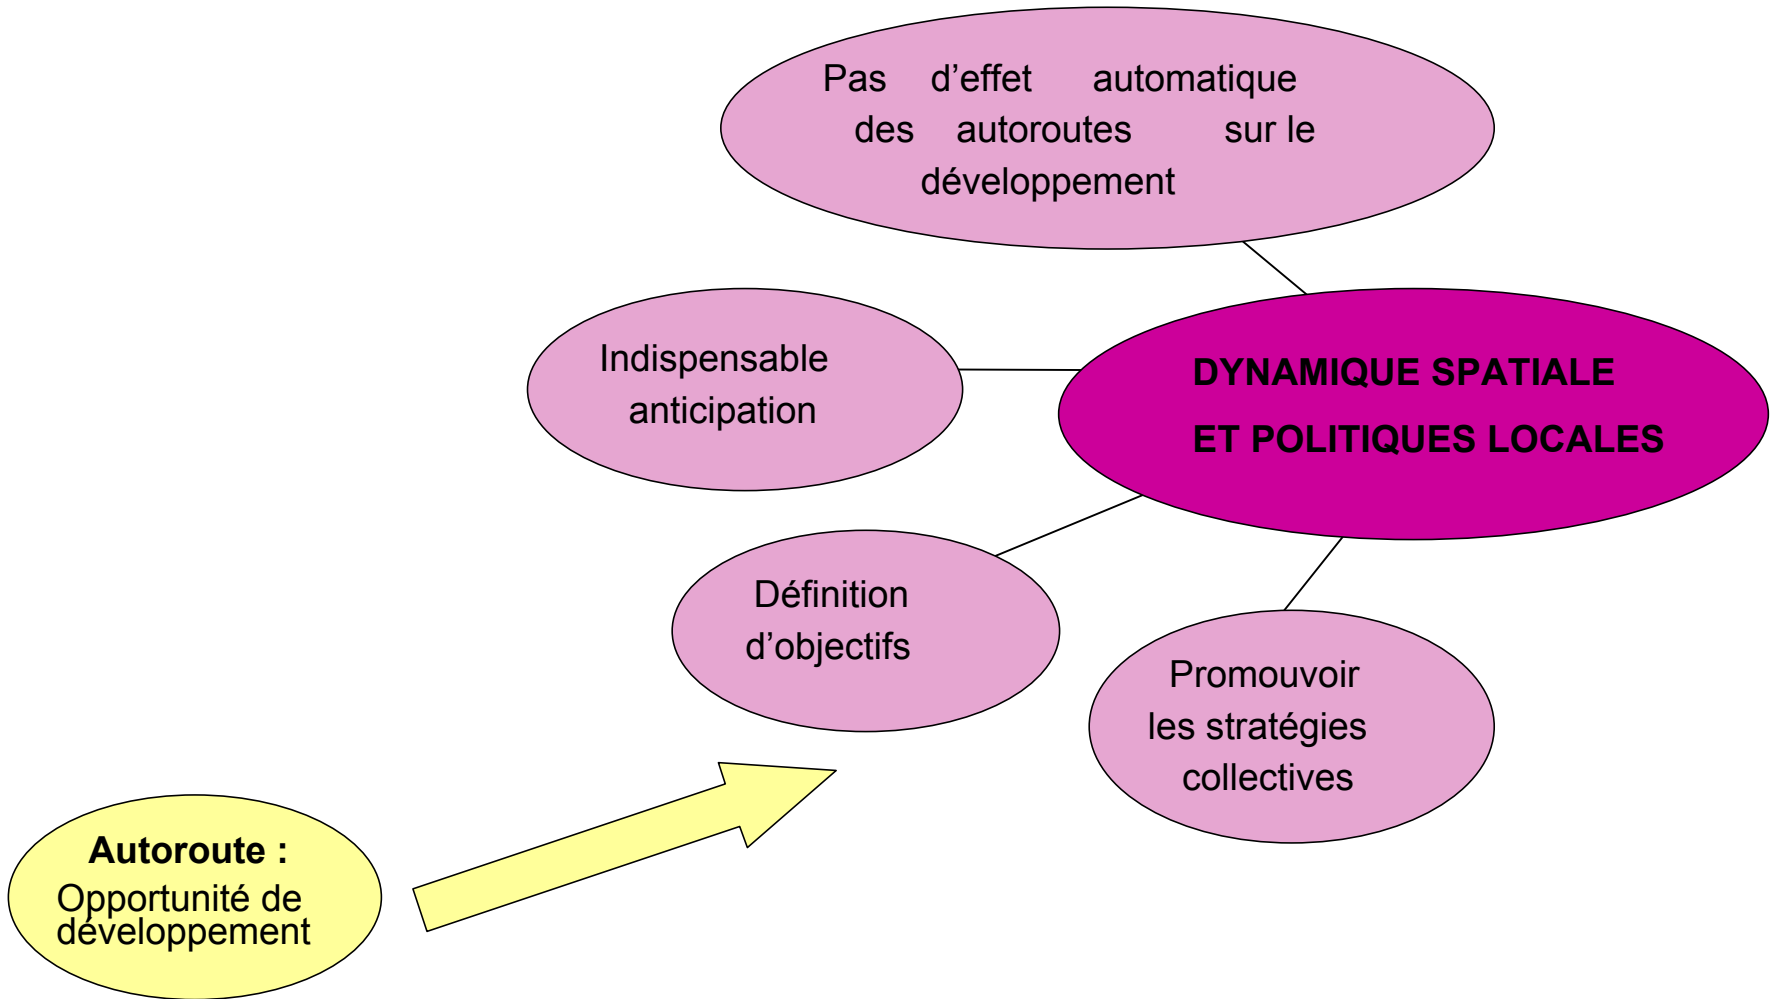 Pas d’effet automatique
des autoroutes sur le
développement
Indispensable
anticipation
DYNAMIQUE SPATIALE
ET POLITIQUES LOCALES
Définition
d’objectifs
Promouvoir
les stratégies
collectives
Autoroute :
Opportunité de
développement